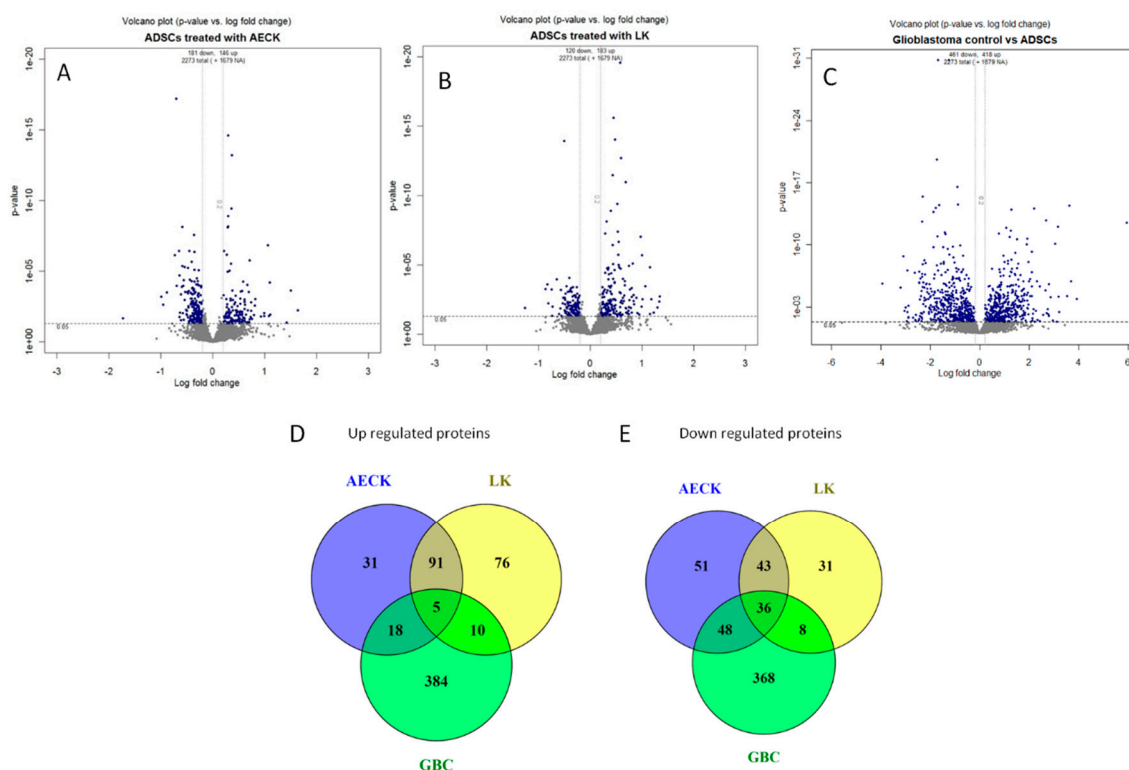 Volcano plot (p-value vs. log fold change)
ADSCs treated with AECK
181 down, 146 up
2273 total ( + 1679 NA)
A
1e-20
1e-15
1e-10
1e-05
1e+00
p-value
0.2
0.05
-3
-2
-1
0
1
2
3
Log fold change
Volcano plot (p-value vs. log fold change)
ADSCs treated with LK
120 down, 183 up
2273 total ( + 1679 NA)
B
1e-20
1e-15
1e-10
1e-05
1e+00
p-value
0.2
0.05
-3
-2
-1
0
1
2
3
Log fold change
Volcano plot (p-value vs. log fold change)
Glioblastoma control vs ADSCs
461 down, 418 up
2273 total ( + 1679 NA)
C
1e-31
1e-24
1e-17
1e-10
1e-03
p-value
0.2
0.05
-6
-4
-2
0
2
4
6
Log fold change
D
Up regulated proteins
AECK
LK
31
91
76
5
18
10
384
GBC
E
Down regulated proteins
AECK
LK
51
43
31
36
48
8
368
GBC